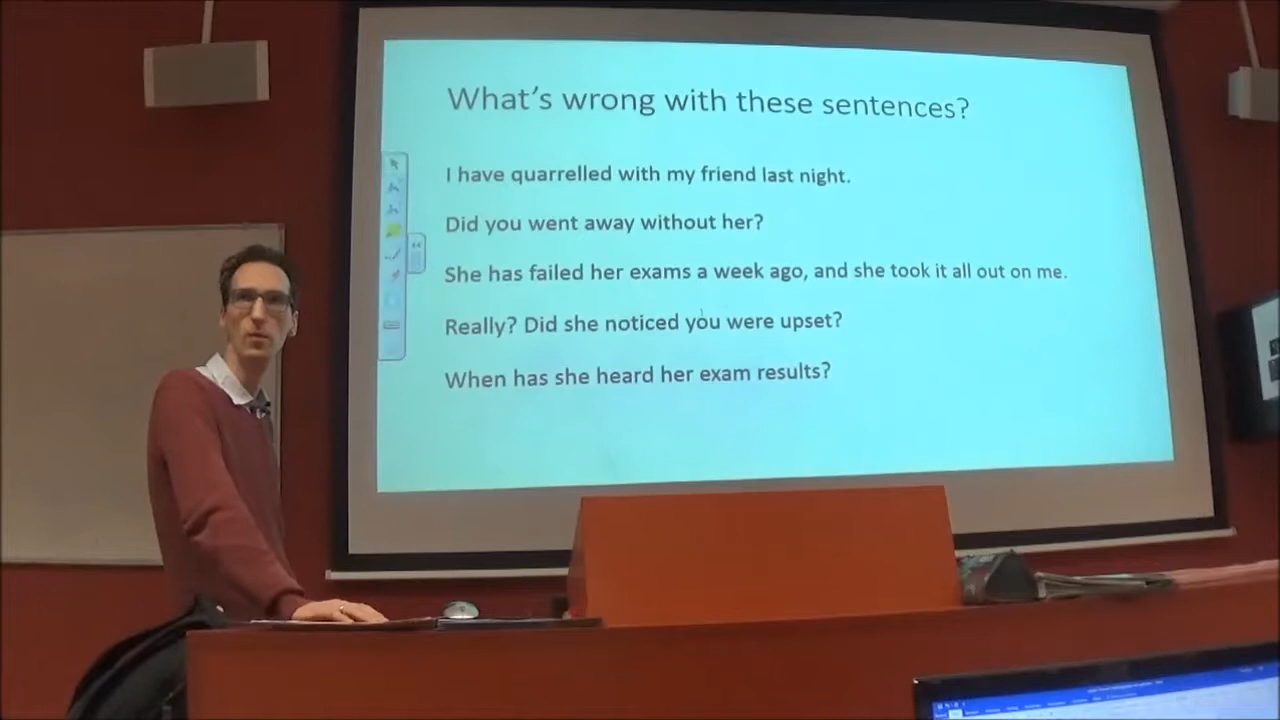 What's wrong with these sentences?
I have quarrelled with my friend last night.
Did you went away without her?
She has failed her exams a week ago, and she took it all out on me.
Really? Did she noticed you were upset?
When has she heard her exam results?